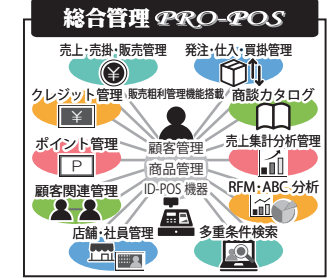 総合管理 PRO-POS
売上・売掛・販売管理
発注・仕入・買掛管理
¥
クレジット管理
販売粗利管理機能搭載
商談カタログ
¥
ポイント管理
顧客管理
売上集計分析管理
P
商品管理
顧客関連管理
ID-POS 機器
RFM・ABC 分析
店舗・社員管理
多重条件検索